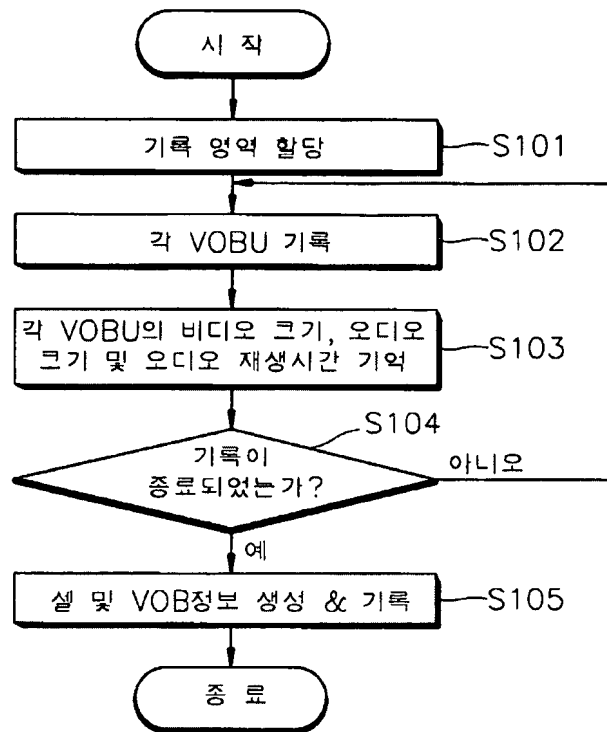 시 작
기록 영역 할당
S101
각 VOBU 기록
S102
각 VOBU의 비디오 크기, 오디오
크기 및 오디오 재생시간 기억
S103
S104
기록이
종료되었는가?
아니오
예
셀 및 VOB정보 생성 & 기록
S105
종 료